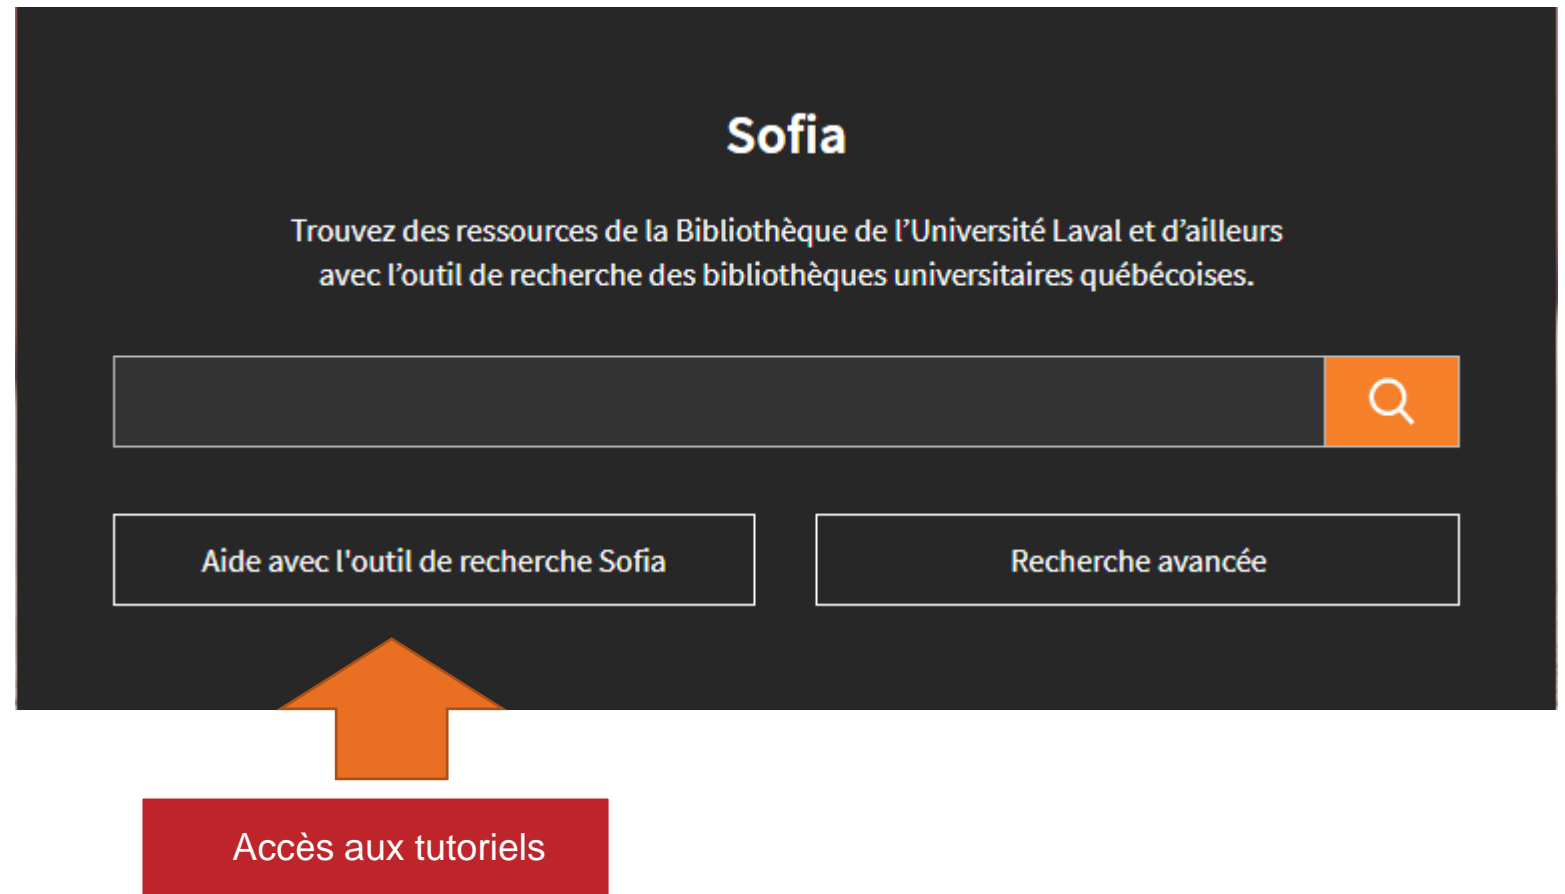 Sofia
Trouvez des ressources de la Bibliothèque de l’Université Laval et d’ailleurs
avec l’outil de recherche des bibliothèques universitaires québécoises.
Aide avec l'outil de recherche Sofia
Recherche avancée
Accès aux tutoriels